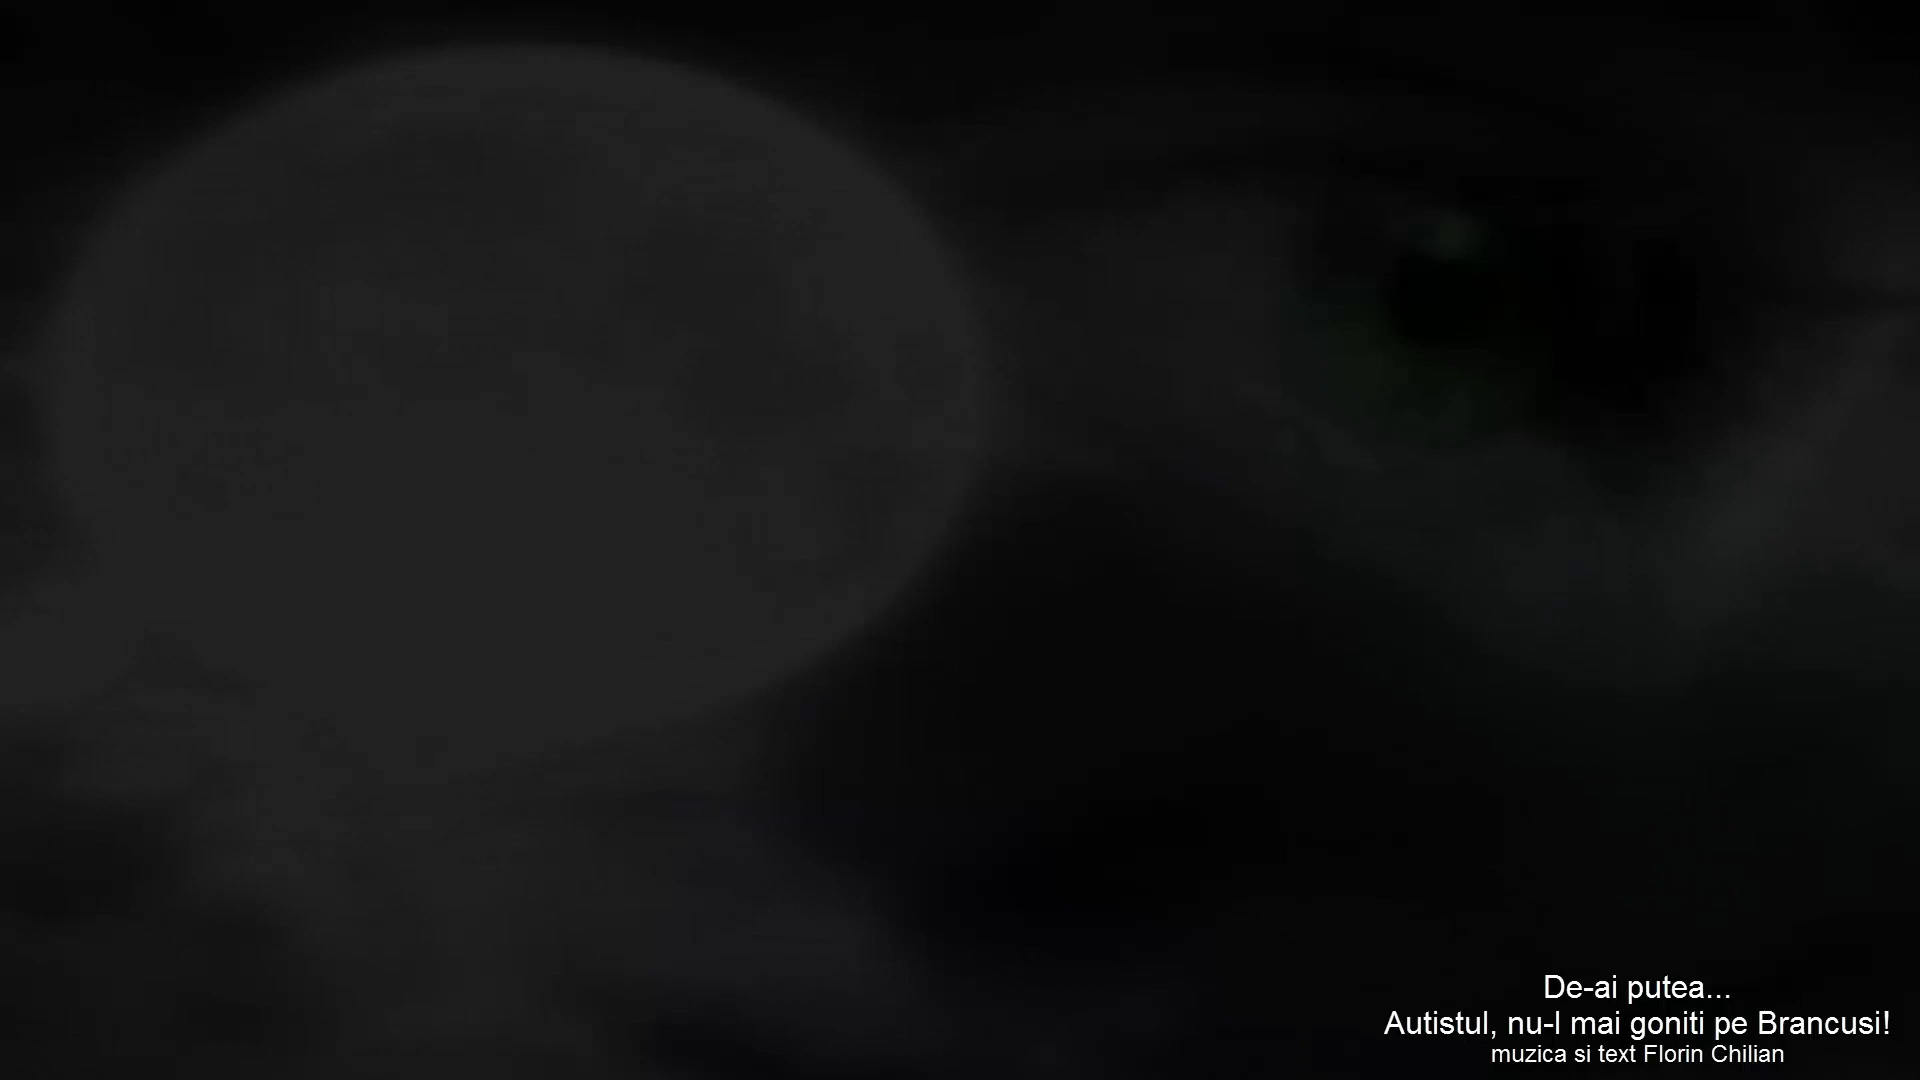 De-ai putea...
Autistul, nu-l mai goniti pe Brancusi!
muzica si text Florin Chilian